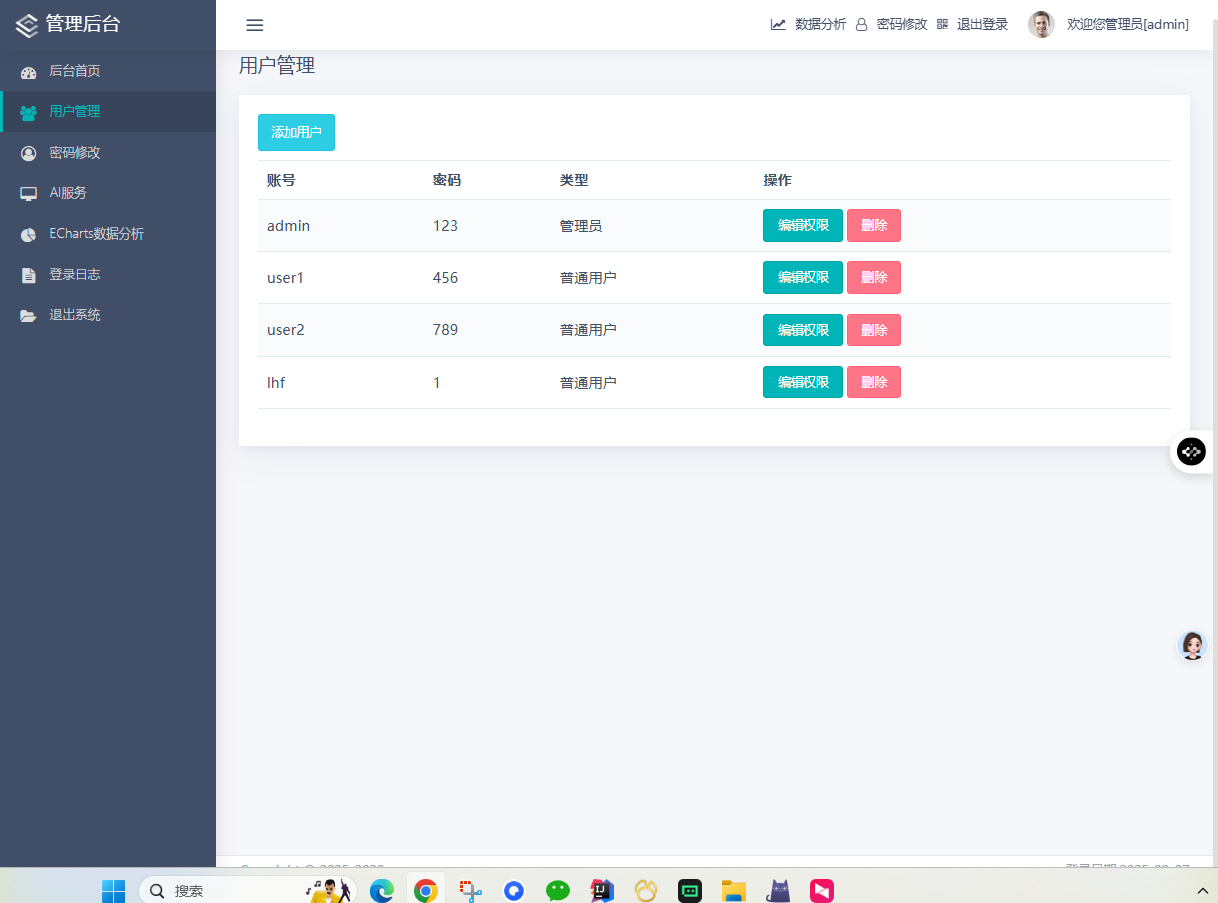 管理后台
数据分析 密码修改 退出登录 欢迎您管理员[admin]
后台首页
用户管理
密码修改
AI服务
ECharts数据分析
登录日志
退出系统
用户管理
添加用户
账号 密码 类型 操作
admin 123 管理员 编辑权限 删除
user1 456 普通用户 编辑权限 删除
user2 789 普通用户 编辑权限 删除
lhf 1 普通用户 编辑权限 删除
搜索